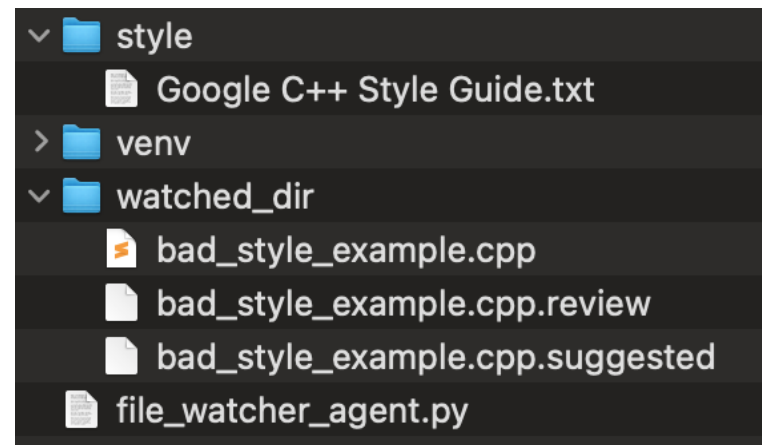 style
Google C++ Style Guide.txt
venv
watched_dir
bad_style_example.cpp
bad_style_example.cpp.review
bad_style_example.cpp.suggested
file_watcher_agent.py